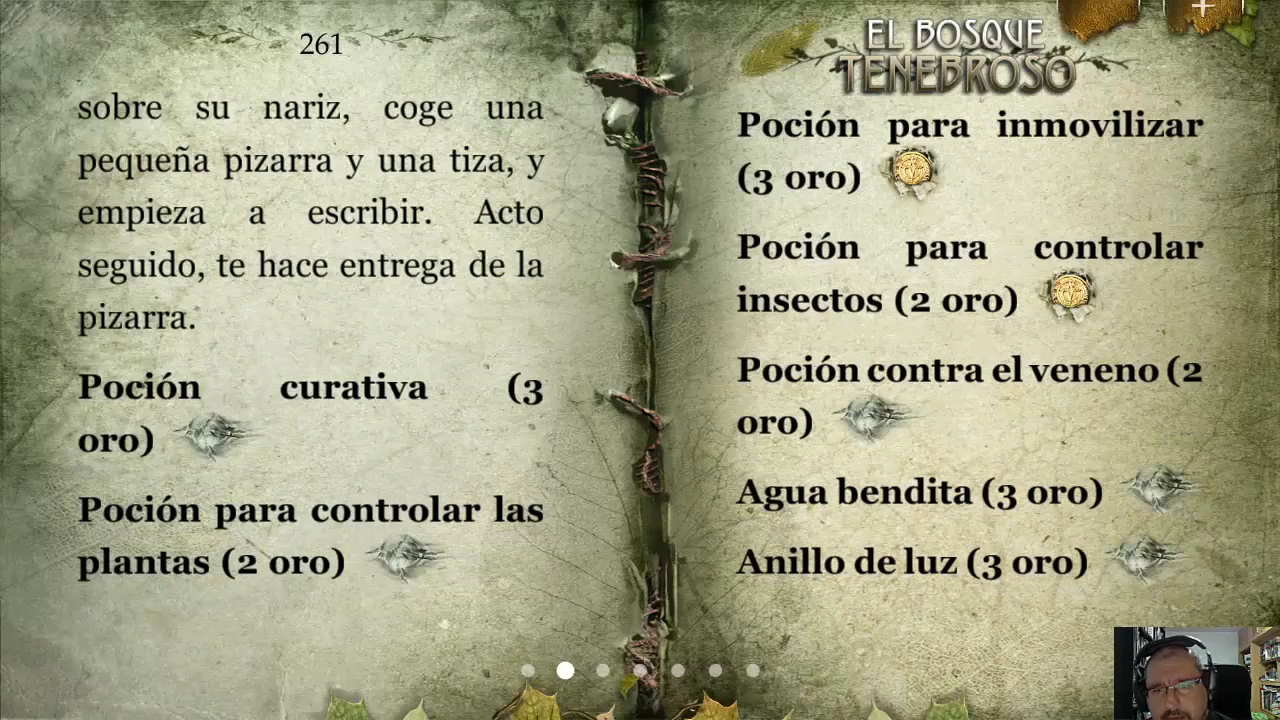 261
sobre su nariz, coge una
pequeña pizarra y una tiza, y
empieza a escribir. Acto
seguido, te hace entrega de la
pizarra.
Poción curativa (3
oro)
Poción para controlar las
plantas (2 oro)
EL BOSQUE
TENEBROSO
Poción para inmovilizar
(3 oro)
Poción para controlar
insectos (2 oro)
Poción contra el veneno (2
oro)
Agua bendita (3 oro)
Anillo de luz (3 oro)